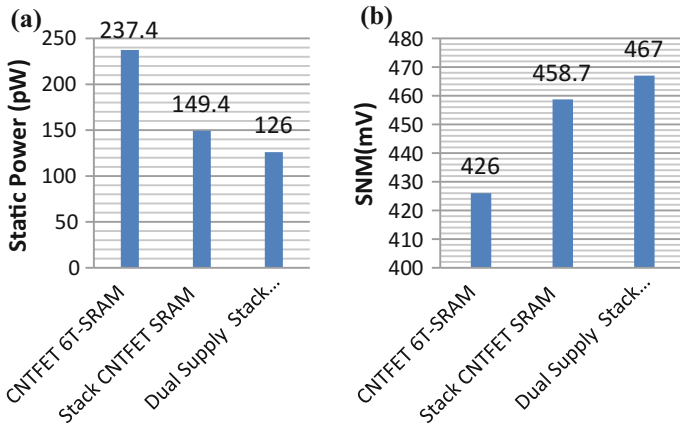 (a)
237.4
149.4
126
250
200
150
100
50
0
Static Power (pW)
CNTFET 6T-SRAM
Stack CNTFET SRAM
Dual Supply Stack...
(b)
467
458.7
426
480
470
460
450
440
430
420
410
400
SNM(mV)
CNTFET 6T-SRAM
Stack CNTFET SRAM
Dual Supply Stack...